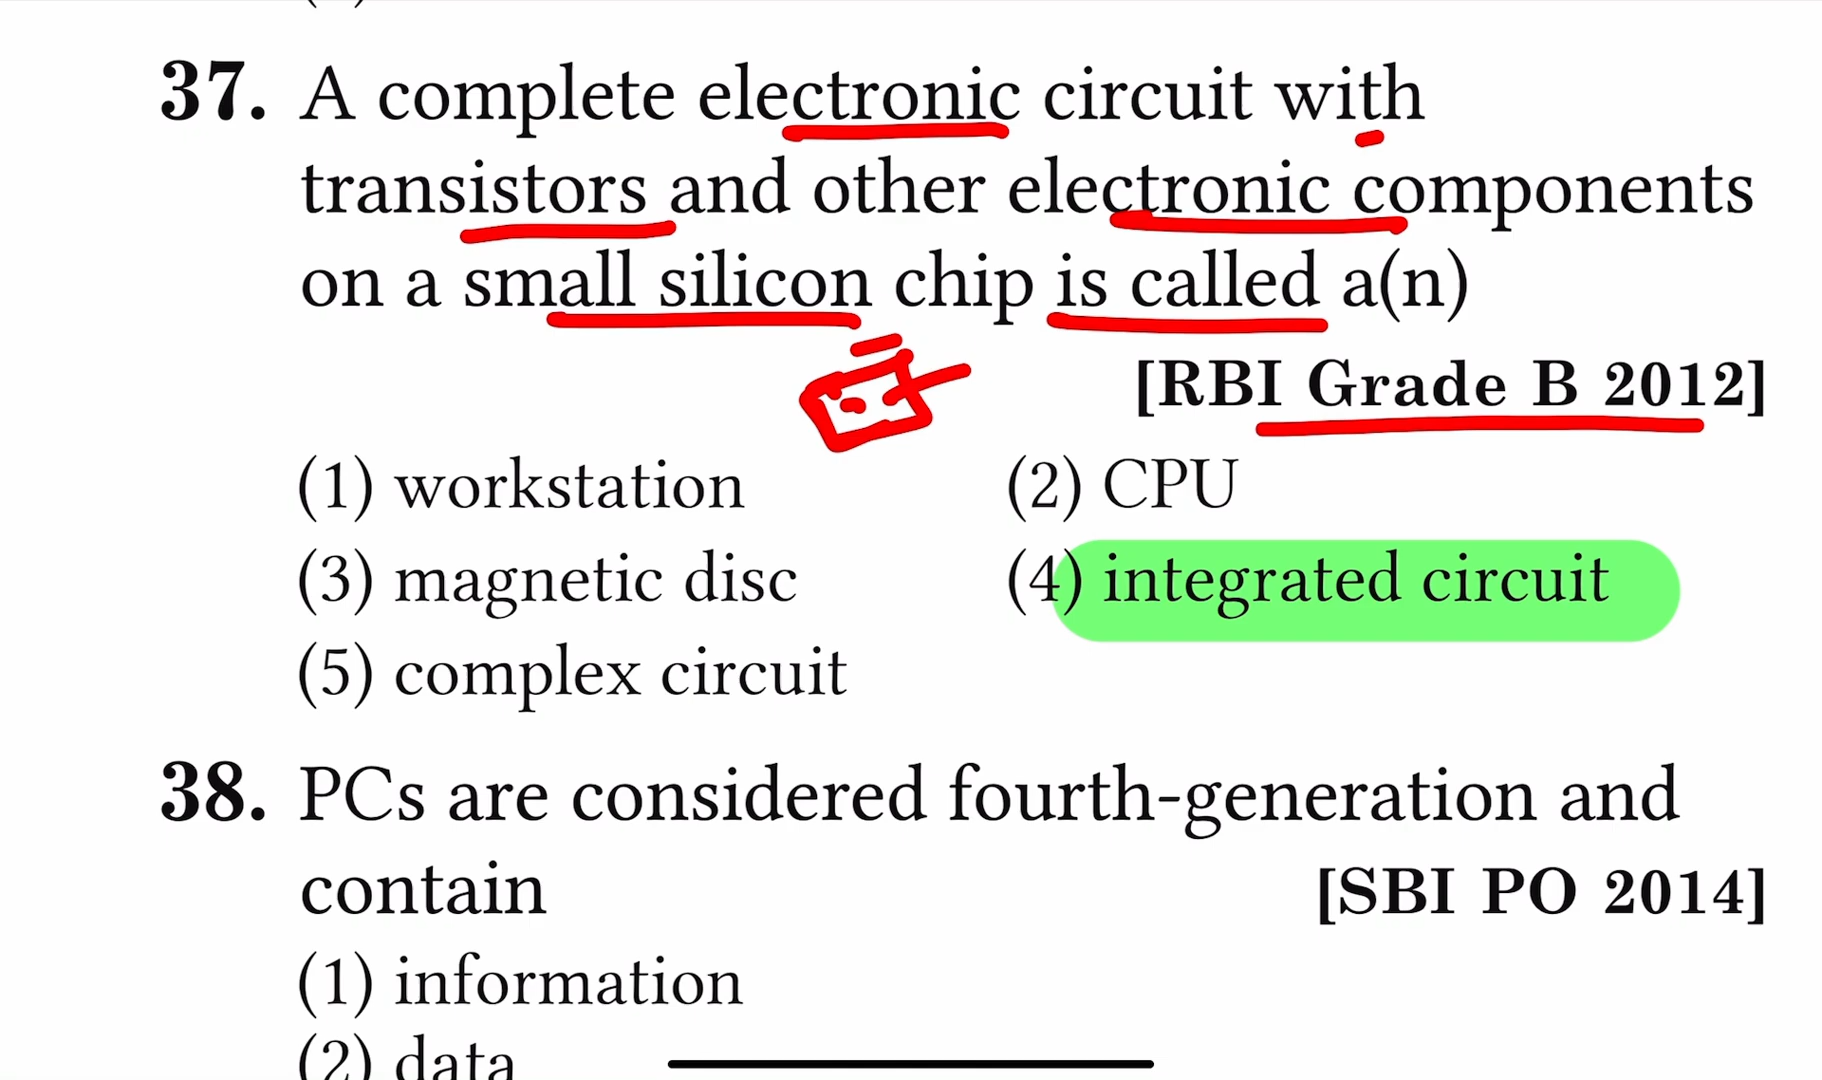 37. A complete electronic circuit with
transistors and other electronic components
on a small silicon chip is called a(n)
[RBI Grade B 2012]
(1) workstation (2) CPU
(3) magnetic disc (4) integrated circuit
(5) complex circuit
38. PCs are considered fourth-generation and
contain [SBI PO 2014]
(1) information
(2) data